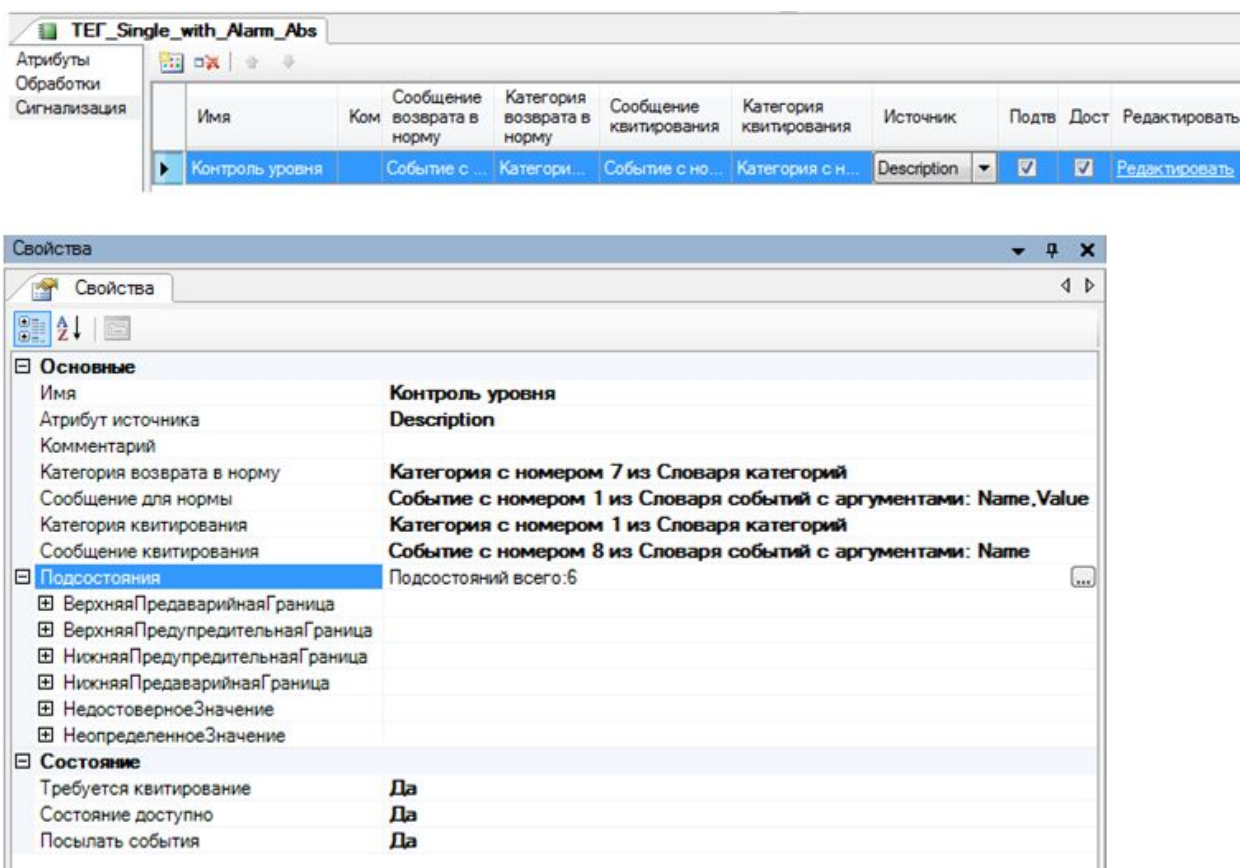 ТЕГ_Single_with_Alarm_Abs
Атрибуты
Обработки
Сигнализация
Имя Ком Сообщение возврата в норму Категория возврата в норму Сообщение квитирования Категория квитирования Источник Подтв Дост Редактировать
Контроль уровня Событие с ... Категори... Событие с но... Категория с н... Description Редактировать
Свойства
Свойства
Основные
Имя Контроль уровня
Атрибут источника Description
Комментарий
Категория возврата в норму Категория с номером 7 из Словаря категорий
Сообщение для нормы Событие с номером 1 из Словаря событий с аргументами: Name,Value
Категория квитирования Категория с номером 1 из Словаря категорий
Сообщение квитирования Событие с номером 8 из Словаря событий с аргументами: Name
Подсостояния Подсостояний всего:6 ...
ВерхняяПредаварийнаяГраница
ВерхняяПредупредительнаяГраница
НижняяПредупредительнаяГраница
НижняяПредаварийнаяГраница
НедостоверноеЗначение
НеопределенноеЗначение
Состояние
Требуется квитирование Да
Состояние доступно Да
Посылать события Да